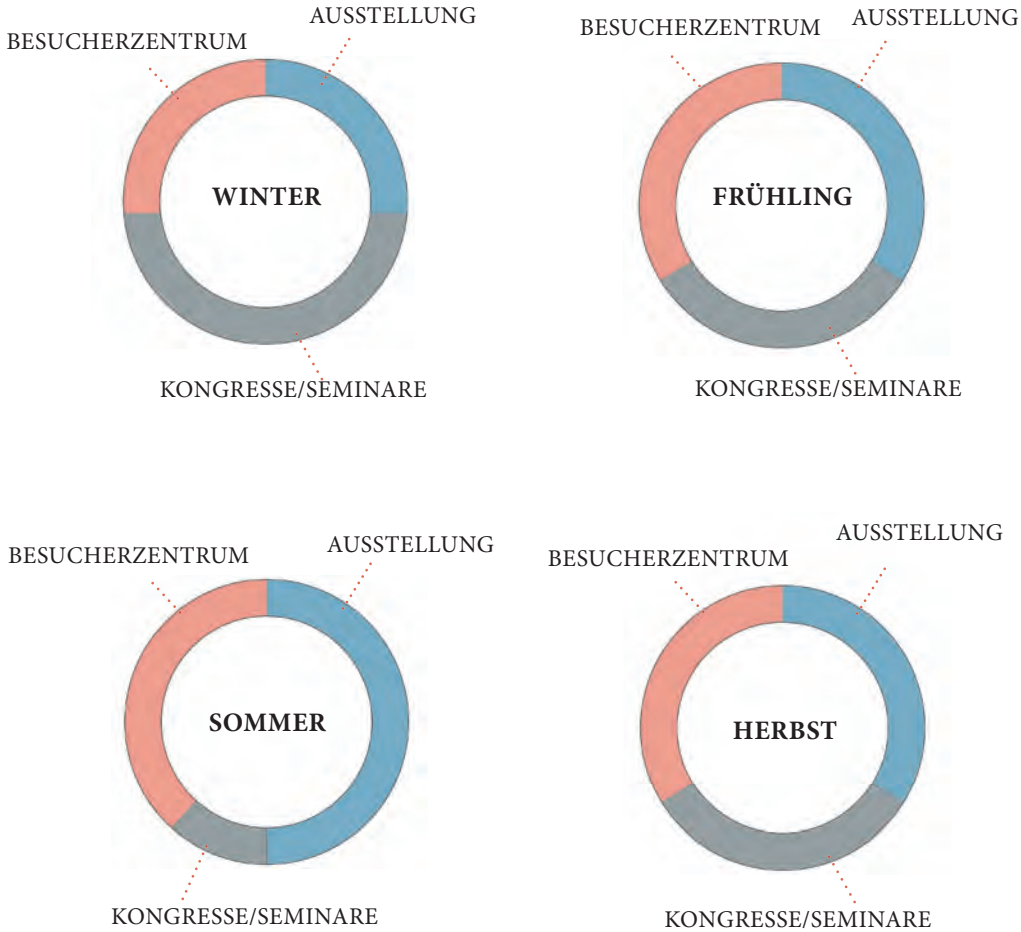 AUSSTELLUNG
BESUCHERZENTRUM
WINTER
KONGRESSE/SEMINARE
AUSSTELLUNG
BESUCHERZENTRUM
FRÜHLING
KONGRESSE/SEMINARE
AUSSTELLUNG
BESUCHERZENTRUM
SOMMER
KONGRESSE/SEMINARE
AUSSTELLUNG
BESUCHERZENTRUM
HERBST
KONGRESSE/SEMINARE